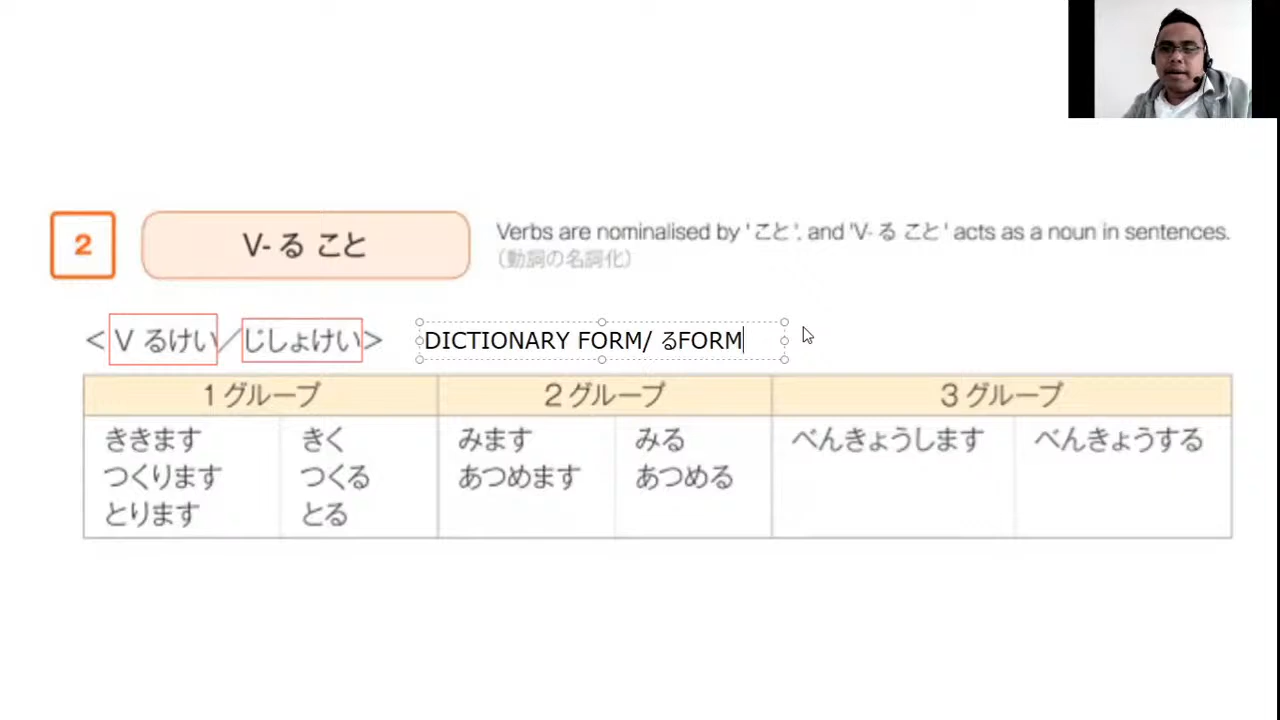 2
V- る こと
Verbs are nominalised by 'こと', and 'V- る こと' acts as a noun in sentences.
（動詞の名詞化）
< V るけい／じしょけい>
DICTIONARY FORM/ るFORM
1グループ 2グループ 3グループ
ききます きく みます みる べんきょうします べんきょうする
つくります つくる あつめます あつめる
とります とる